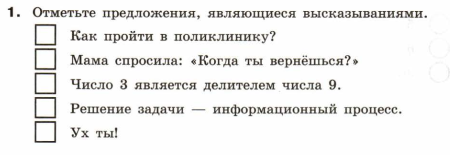 1. Отметьте предложения, являющиеся высказываниями.
Как пройти в поликлинику?
Мама спросила: «Когда ты вернёшься?»
Число 3 является делителем числа 9.
Решение задачи — информационный процесс.
Ух ты!